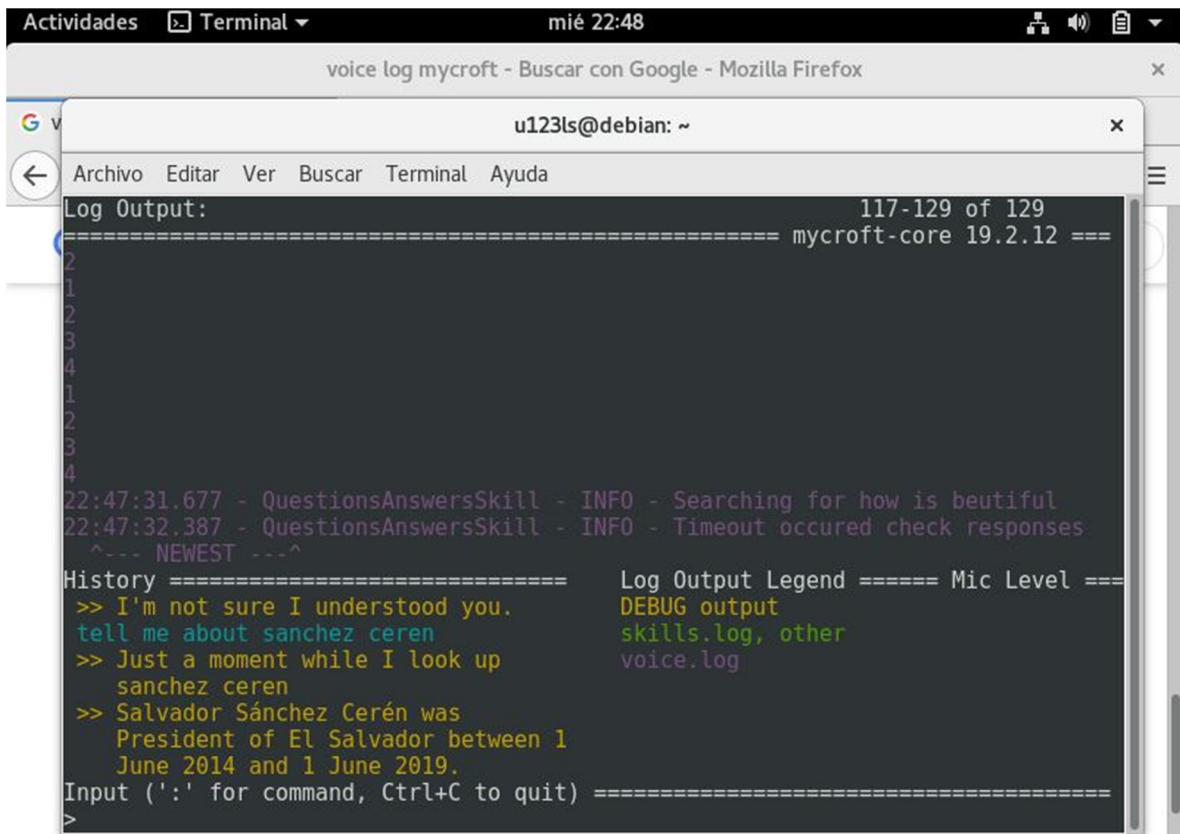 Actividades Terminal mié 22:48
voice log mycroft - Buscar con Google - Mozilla Firefox ×
G v u123ls@debian: ~ ×
Archivo Editar Ver Buscar Terminal Ayuda
Log Output: 117-129 of 129
====================================================== mycroft-core 19.2.12 ===
2
1
2
3
4
1
2
3
4
22:47:31.677 - QuestionsAnswersSkill - INFO - Searching for how is beutiful
22:47:32.387 - QuestionsAnswersSkill - INFO - Timeout occured check responses
^--- NEWEST ---^
History ============================== Log Output Legend ====== Mic Level ===
>> I'm not sure I understood you. DEBUG output
tell me about sanchez ceren skills.log, other
>> Just a moment while I look up voice.log
sanchez ceren
>> Salvador Sánchez Cerén was
President of El Salvador between 1
June 2014 and 1 June 2019.
Input (':' for command, Ctrl+C to quit) =======================================
>